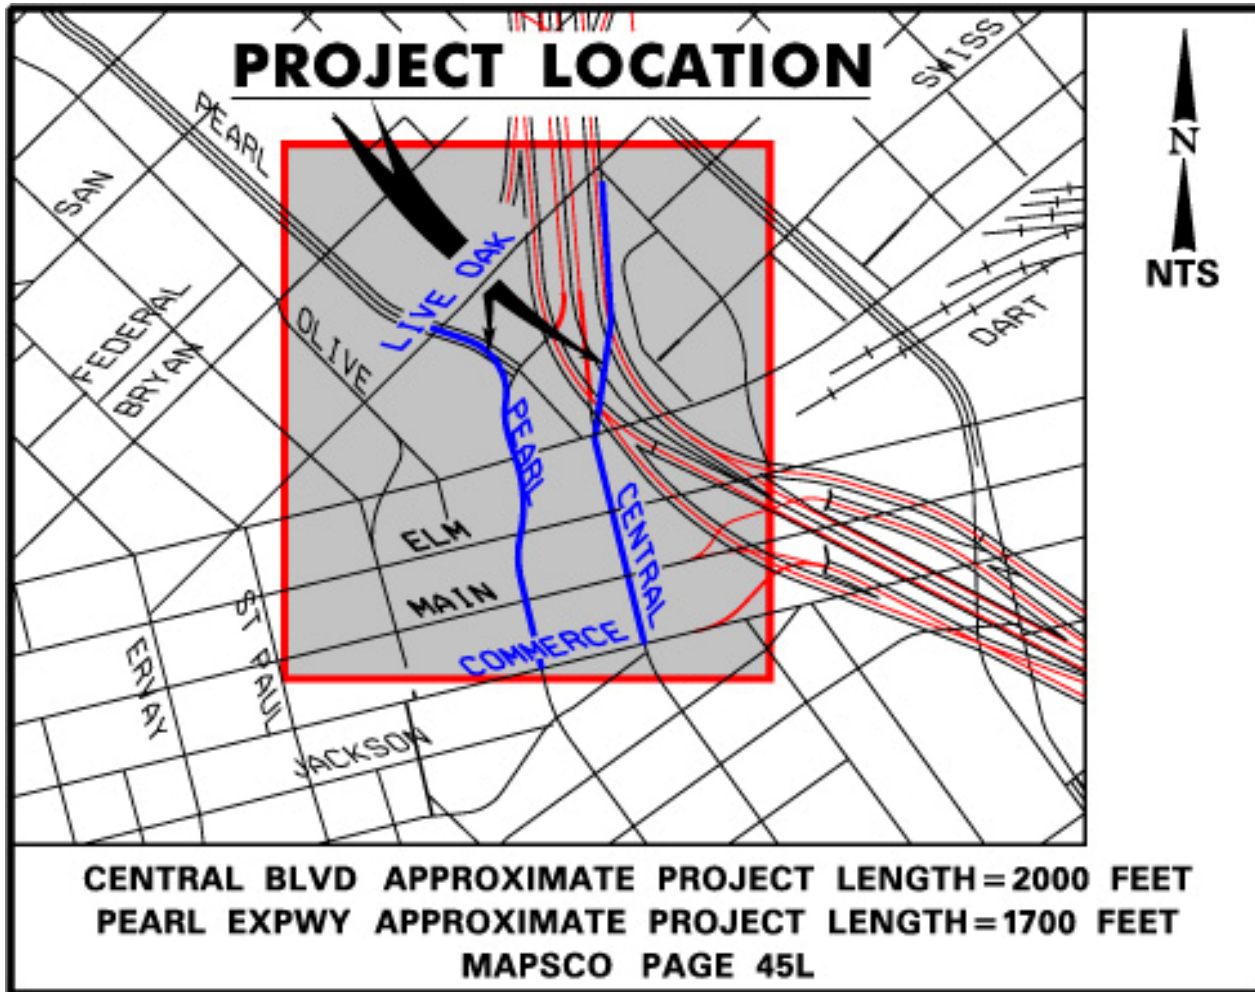 PROJECT LOCATION
SWISS
PEARL
N
SAN
NTS
LIVE OAK
FEDERAL
OLIVE
DART
BRYAN
PEARL
CENTRAL
ELM
MAIN
ST PAUL
COMMERCE
ERVAY
JACKSON
CENTRAL BLVD APPROXIMATE PROJECT LENGTH=2000 FEET
PEARL EXPWY APPROXIMATE PROJECT LENGTH=1700 FEET
MAPSCO PAGE 45L